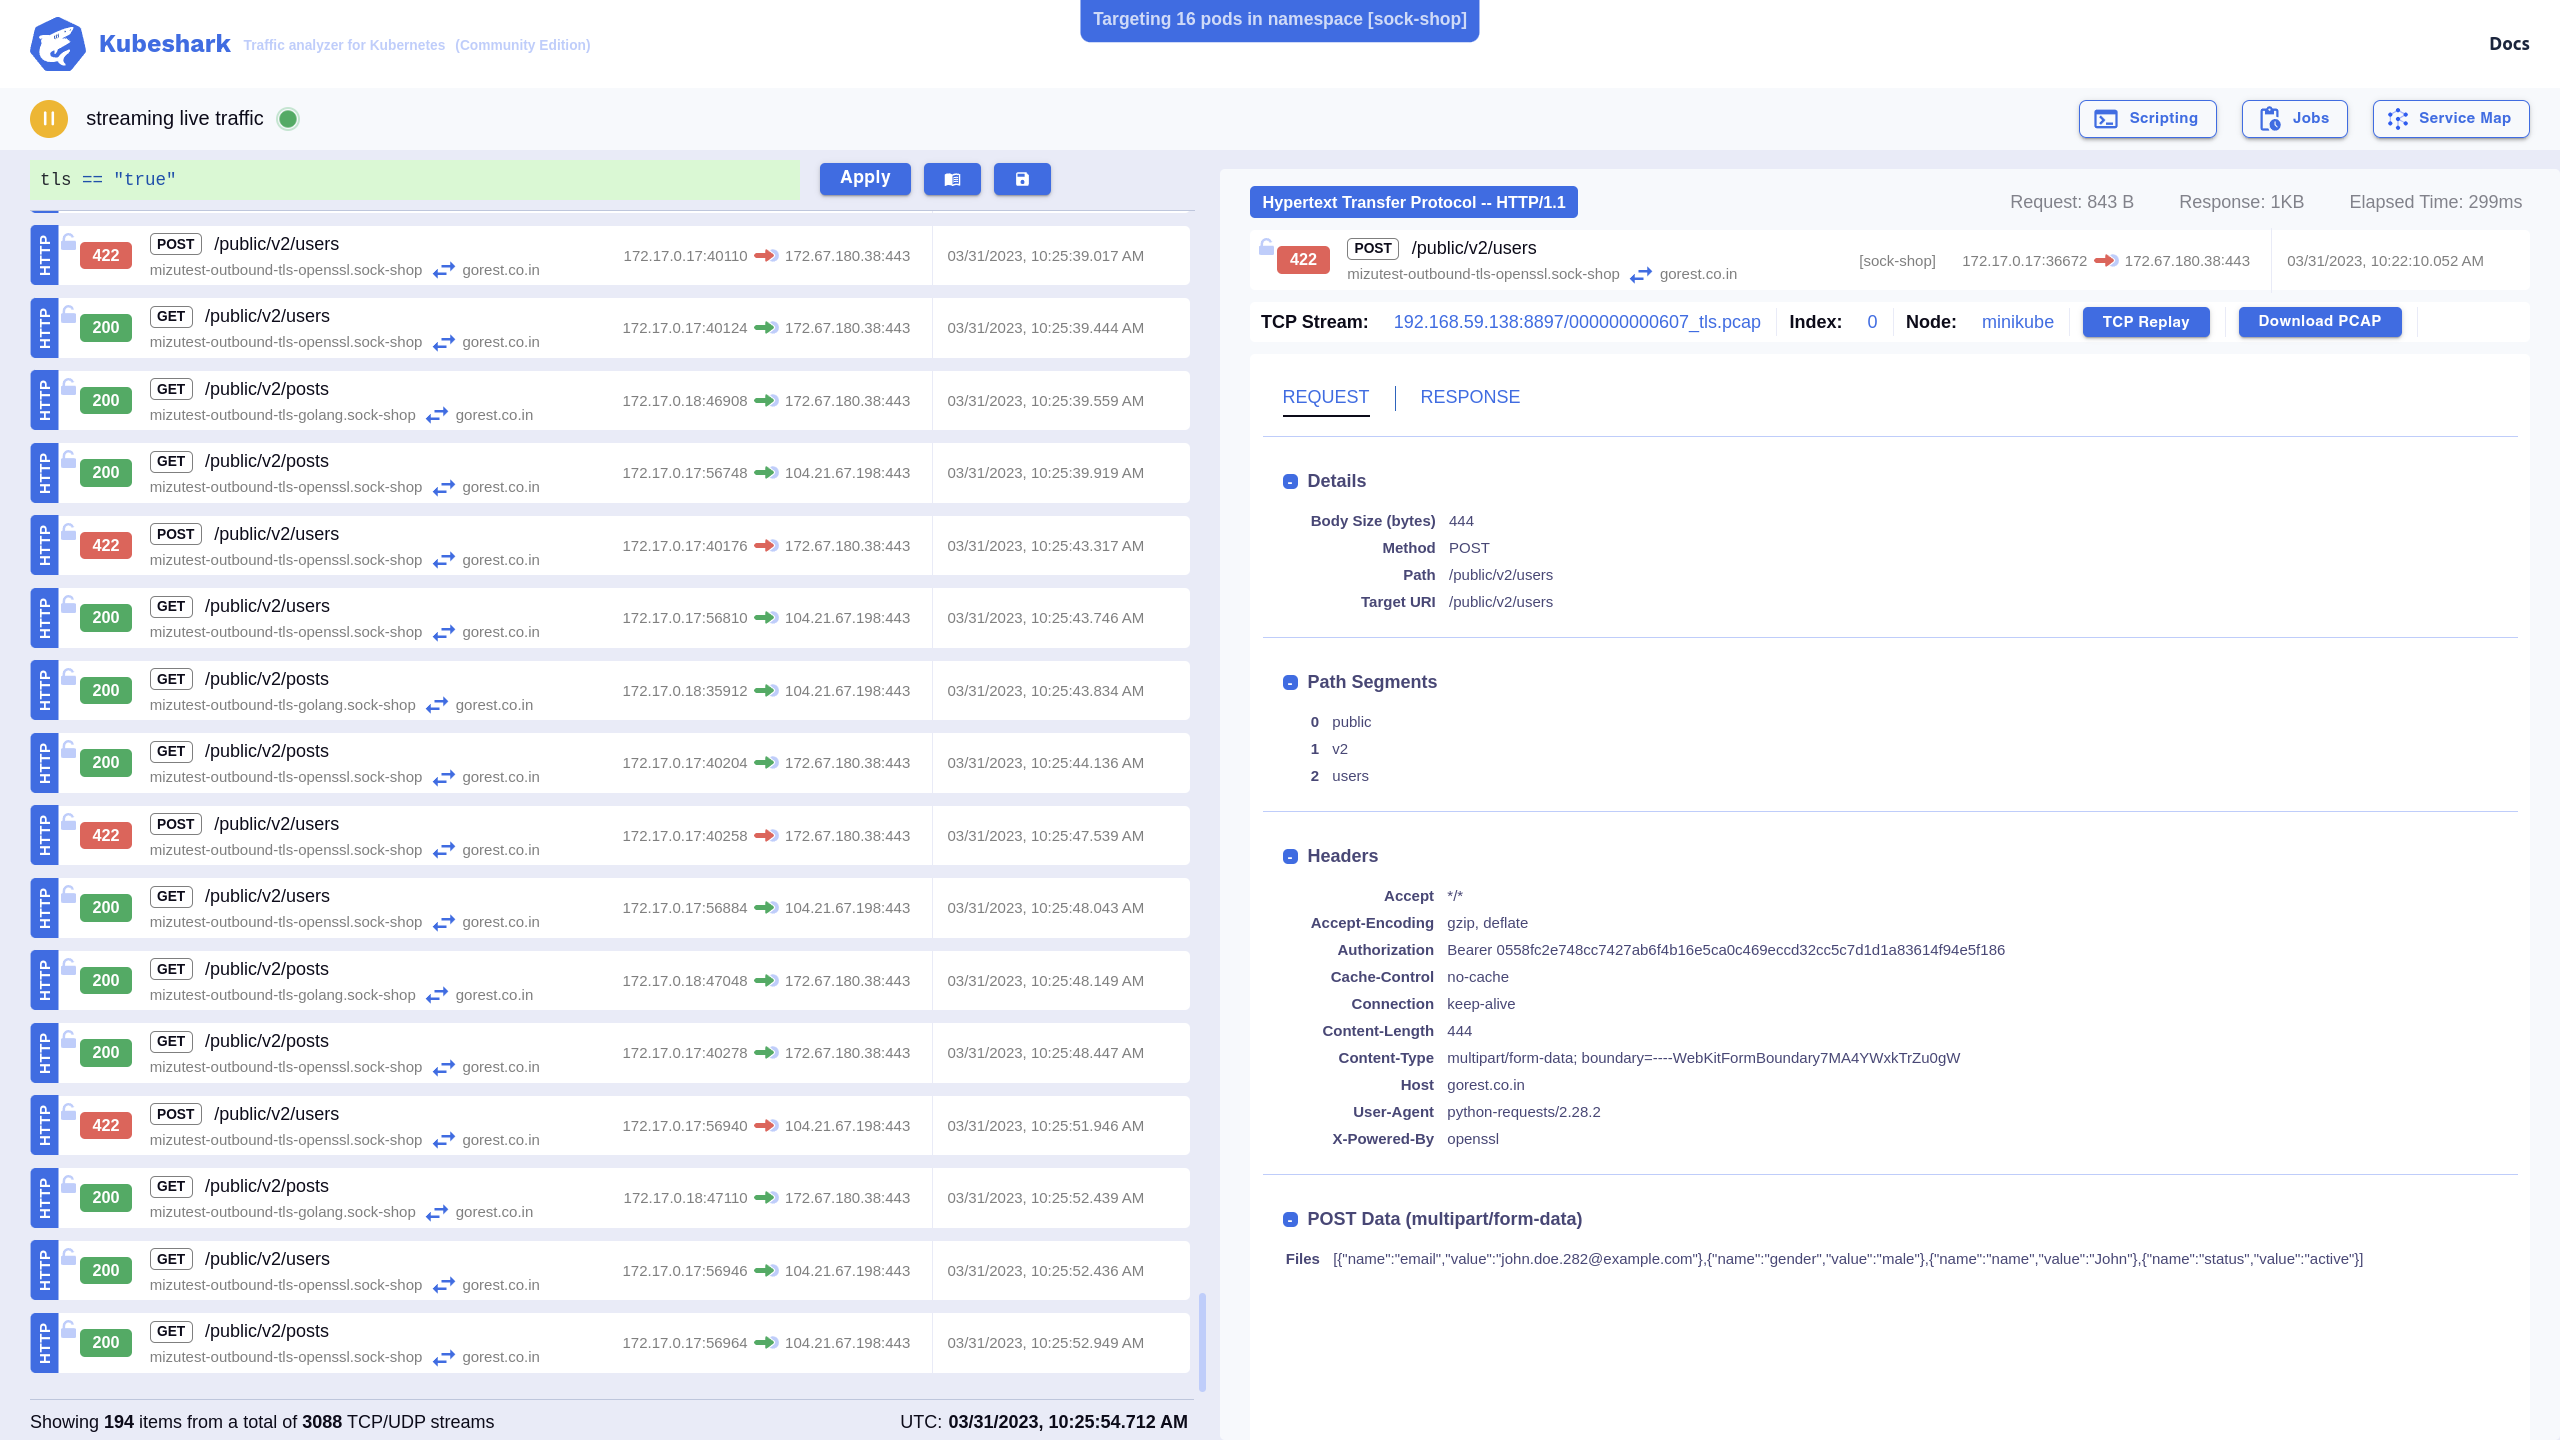 Targeting 16 pods in namespace [sock-shop]
Kubeshark Traffic analyzer for Kubernetes (Community Edition)
Docs
streaming live traffic
Scripting Jobs Service Map
tls == "true"
Apply
HTTP 422 POST /public/v2/users 172.17.0.17:40110 172.67.180.38:443 03/31/2023, 10:25:39.017 AM
mizutest-outbound-tls-openssl.sock-shop gorest.co.in
HTTP 200 GET /public/v2/users 172.17.0.17:40124 172.67.180.38:443 03/31/2023, 10:25:39.444 AM
mizutest-outbound-tls-openssl.sock-shop gorest.co.in
HTTP 200 GET /public/v2/posts 172.17.0.18:46908 172.67.180.38:443 03/31/2023, 10:25:39.559 AM
mizutest-outbound-tls-golang.sock-shop gorest.co.in
HTTP 200 GET /public/v2/posts 172.17.0.17:56748 104.21.67.198:443 03/31/2023, 10:25:39.919 AM
mizutest-outbound-tls-openssl.sock-shop gorest.co.in
HTTP 422 POST /public/v2/users 172.17.0.17:40176 172.67.180.38:443 03/31/2023, 10:25:43.317 AM
mizutest-outbound-tls-openssl.sock-shop gorest.co.in
HTTP 200 GET /public/v2/users 172.17.0.17:56810 104.21.67.198:443 03/31/2023, 10:25:43.746 AM
mizutest-outbound-tls-openssl.sock-shop gorest.co.in
HTTP 200 GET /public/v2/posts 172.17.0.18:35912 104.21.67.198:443 03/31/2023, 10:25:43.834 AM
mizutest-outbound-tls-golang.sock-shop gorest.co.in
HTTP 200 GET /public/v2/posts 172.17.0.17:40204 172.67.180.38:443 03/31/2023, 10:25:44.136 AM
mizutest-outbound-tls-openssl.sock-shop gorest.co.in
HTTP 422 POST /public/v2/users 172.17.0.17:40258 172.67.180.38:443 03/31/2023, 10:25:47.539 AM
mizutest-outbound-tls-openssl.sock-shop gorest.co.in
HTTP 200 GET /public/v2/users 172.17.0.17:56884 104.21.67.198:443 03/31/2023, 10:25:48.043 AM
mizutest-outbound-tls-openssl.sock-shop gorest.co.in
HTTP 200 GET /public/v2/posts 172.17.0.18:47048 172.67.180.38:443 03/31/2023, 10:25:48.149 AM
mizutest-outbound-tls-golang.sock-shop gorest.co.in
HTTP 200 GET /public/v2/posts 172.17.0.17:40278 172.67.180.38:443 03/31/2023, 10:25:48.447 AM
mizutest-outbound-tls-openssl.sock-shop gorest.co.in
HTTP 422 POST /public/v2/users 172.17.0.17:56940 104.21.67.198:443 03/31/2023, 10:25:51.946 AM
mizutest-outbound-tls-openssl.sock-shop gorest.co.in
HTTP 200 GET /public/v2/posts 172.17.0.18:47110 172.67.180.38:443 03/31/2023, 10:25:52.439 AM
mizutest-outbound-tls-golang.sock-shop gorest.co.in
HTTP 200 GET /public/v2/users 172.17.0.17:56946 104.21.67.198:443 03/31/2023, 10:25:52.436 AM
mizutest-outbound-tls-openssl.sock-shop gorest.co.in
HTTP 200 GET /public/v2/posts 172.17.0.17:56964 104.21.67.198:443 03/31/2023, 10:25:52.949 AM
mizutest-outbound-tls-openssl.sock-shop gorest.co.in
Showing 194 items from a total of 3088 TCP/UDP streams UTC: 03/31/2023, 10:25:54.712 AM
Hypertext Transfer Protocol -- HTTP/1.1 Request: 843 B Response: 1KB Elapsed Time: 299ms
422 POST /public/v2/users [sock-shop] 172.17.0.17:36672 172.67.180.38:443 03/31/2023, 10:22:10.052 AM
mizutest-outbound-tls-openssl.sock-shop gorest.co.in
TCP Stream: 192.168.59.138:8897/000000000607_tls.pcap Index: 0 Node: minikube TCP Replay Download PCAP
REQUEST RESPONSE
- Details
Body Size (bytes) 444
Method POST
Path /public/v2/users
Target URI /public/v2/users
- Path Segments
0 public
1 v2
2 users
- Headers
Accept */*
Accept-Encoding gzip, deflate
Authorization Bearer 0558fc2e748cc7427ab6f4b16e5ca0c469eccd32cc5c7d1d1a83614f94e5f186
Cache-Control no-cache
Connection keep-alive
Content-Length 444
Content-Type multipart/form-data; boundary=----WebKitFormBoundary7MA4YWxkTrZu0gW
Host gorest.co.in
User-Agent python-requests/2.28.2
X-Powered-By openssl
- POST Data (multipart/form-data)
Files [{"name":"email","value":"john.doe.282@example.com"},{"name":"gender","value":"male"},{"name":"name","value":"John"},{"name":"status","value":"active"}]